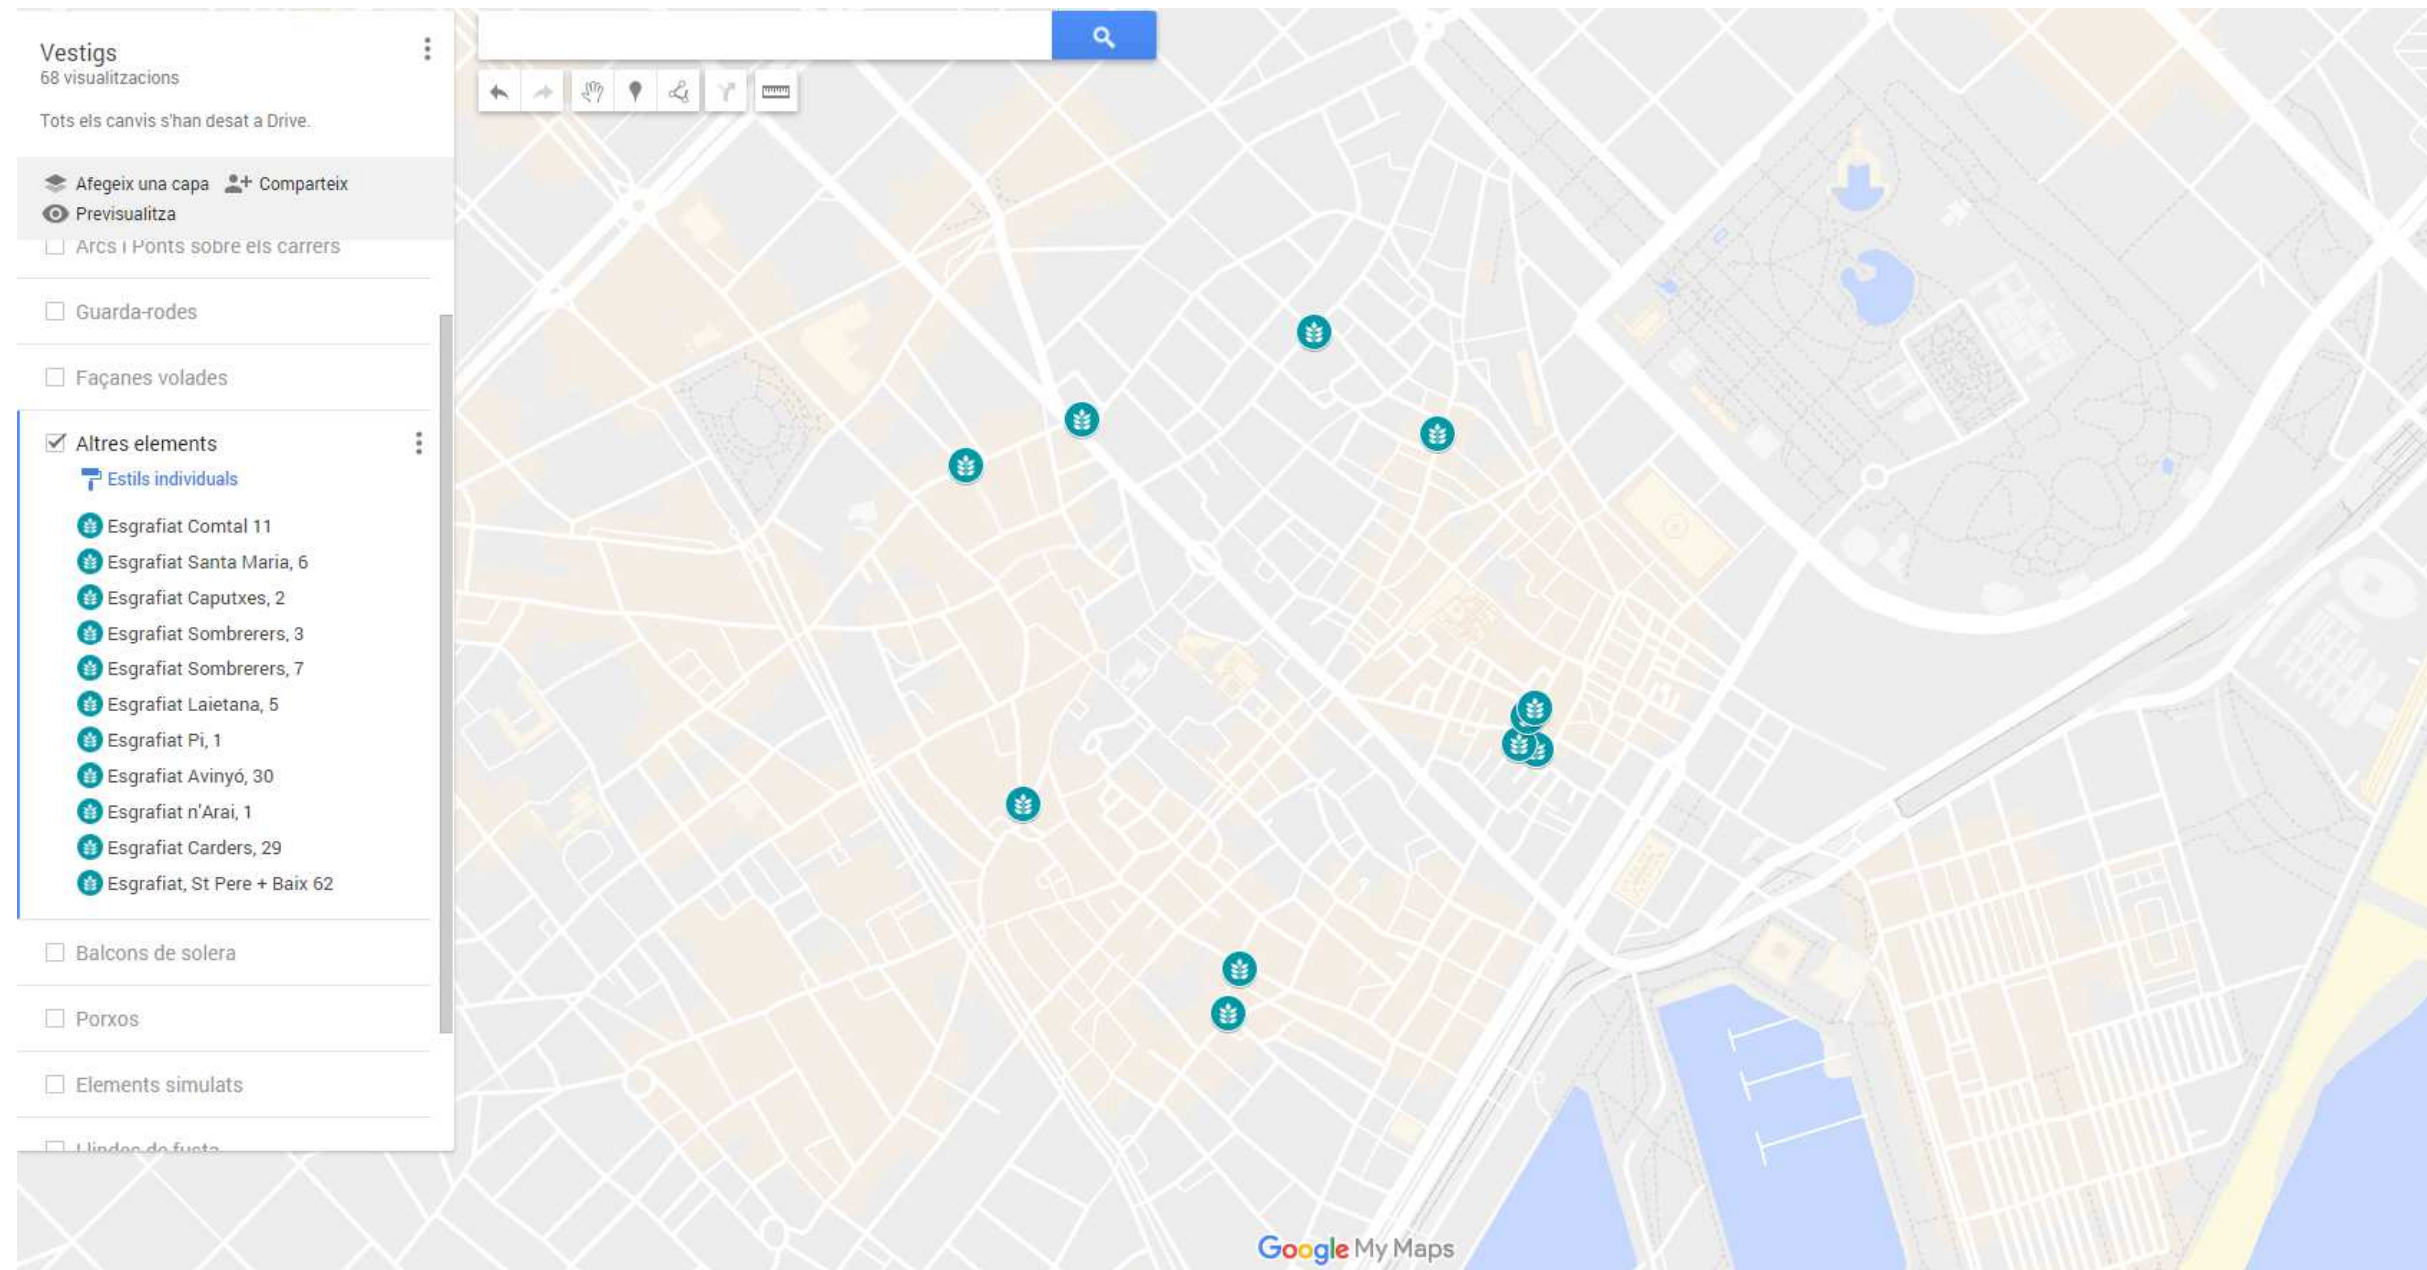 Vestigs
68 visualitzacions
Tots els canvis s'han desat a Drive.
Afegeix una capa
Comparteix
Previsualitza
Arcs i Ponts sobre els carrers
Guarda-rodes
Façanes volades
Altres elements
Estils individuals
Esgrafiat Comtal 11
Esgrafiat Santa Maria, 6
Esgrafiat Caputxes, 2
Esgrafiat Sombrerers, 3
Esgrafiat Sombrerers, 7
Esgrafiat Laietana, 5
Esgrafiat Pi, 1
Esgrafiat Avinyó, 30
Esgrafiat n'Arai, 1
Esgrafiat Carders, 29
Esgrafiat, St Pere + Baix 62
Balcons de solera
Porxos
Elements simulats
Llindes de fusta
Google My Maps